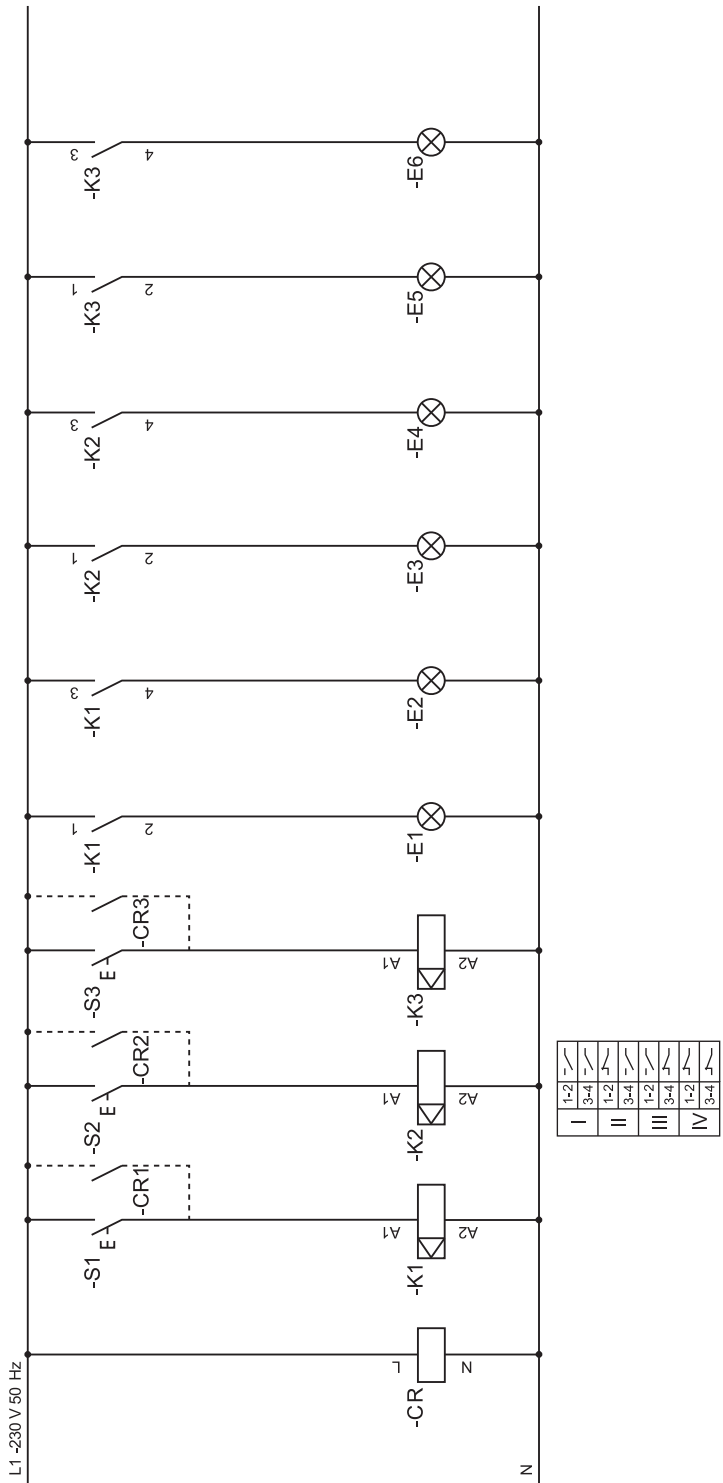 L1 -230 V 50 Hz
-CR
L
N
-S1
E
-CR1
-K1
A1
A2
-S2
E
-CR2
-K2
A1
A2
-S3
E
-CR3
-K3
A1
A2
-K1
1
2
-E1
-K1
3
4
-E2
-K2
1
2
-E3
-K2
3
4
-E4
-K3
1
2
-E5
-K3
3
4
-E6
N
I
1-2
3-4
II
1-2
3-4
III
1-2
3-4
IV
1-2
3-4